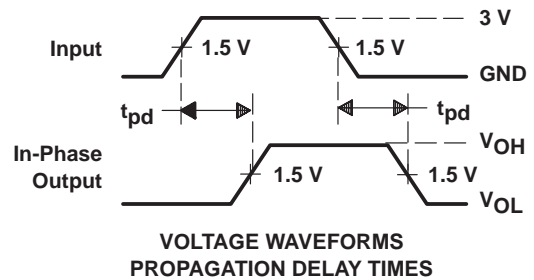 3 V
Input
1.5 V
1.5 V
GND
tpd
tpd
In-Phase
Output
VOH
1.5 V
1.5 V
VOL
VOLTAGE WAVEFORMS
PROPAGATION DELAY TIMES